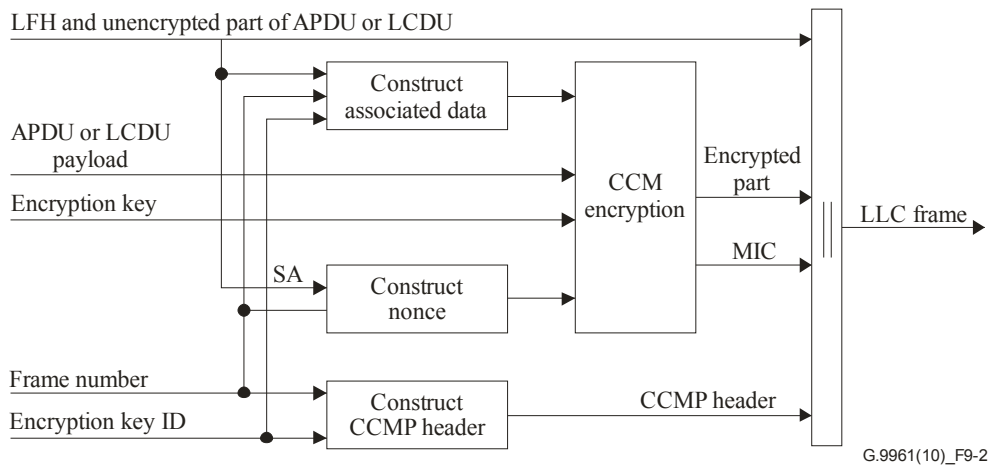 LFH and unencrypted part of APDU or LCDU
Construct
associated data
APDU or LCDU
payload
Encryption key
CCM
encryption
Encrypted
part
MIC
||
LLC frame
SA
Construct
nonce
Frame number
Encryption key ID
Construct
CCMP header
CCMP header
G.9961(10)_F9-2